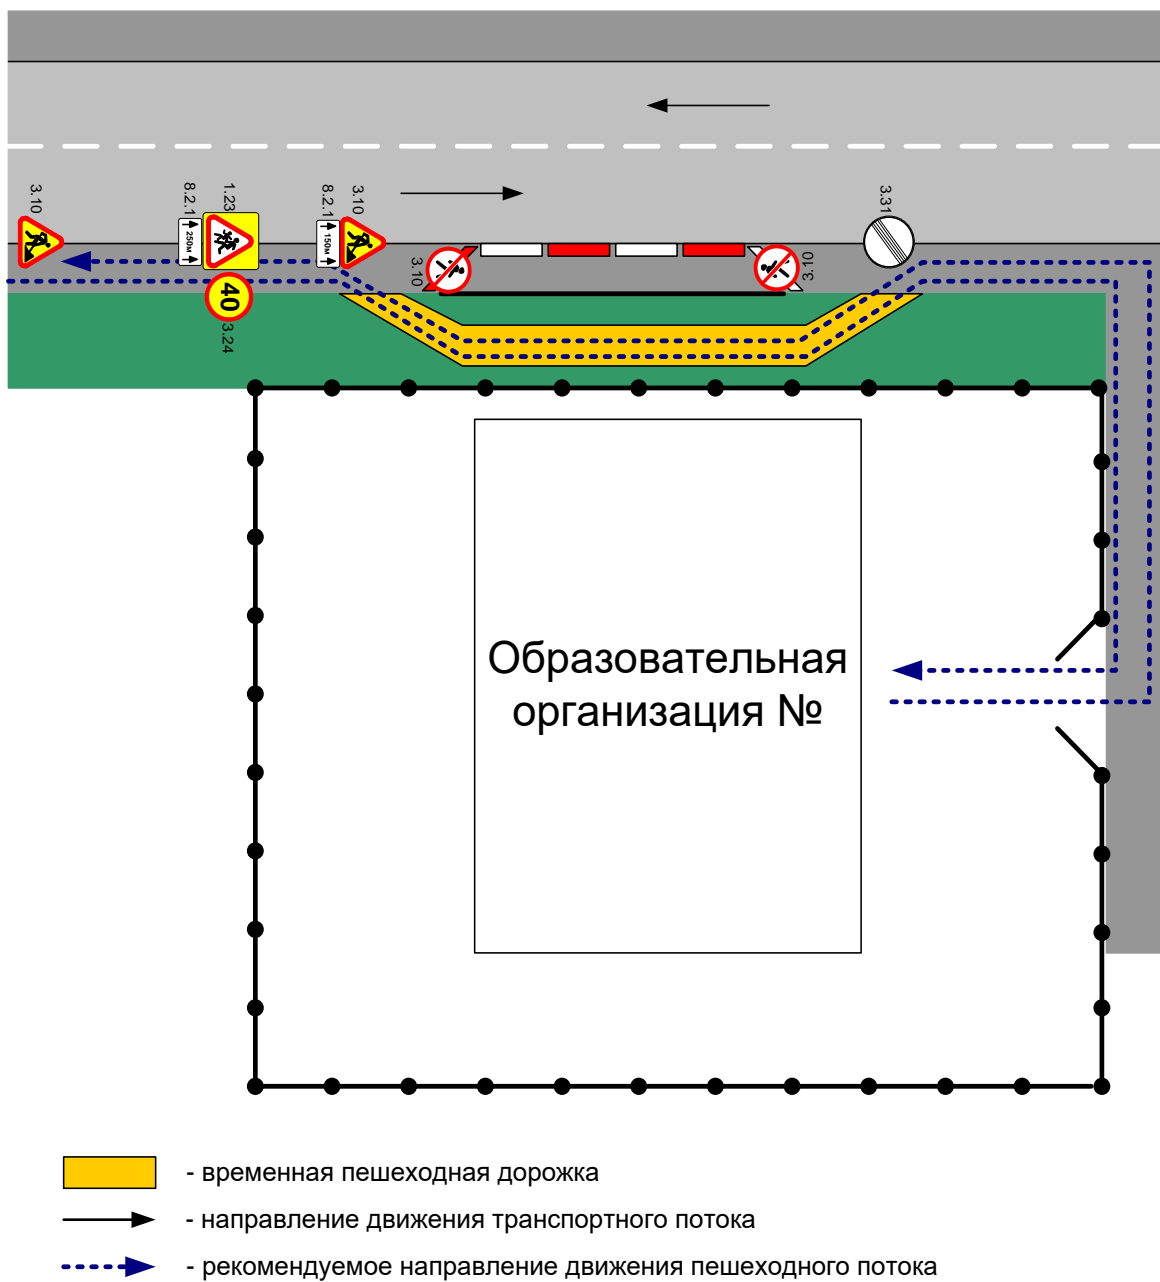 3.10
8.2.1
250м
1.23
40
3.24
8.2.1
150м
3.10
3.10
3.10
3.31
Образовательная
организация №
- временная пешеходная дорожка
- направление движения транспортного потока
- рекомендуемое направление движения пешеходного потока